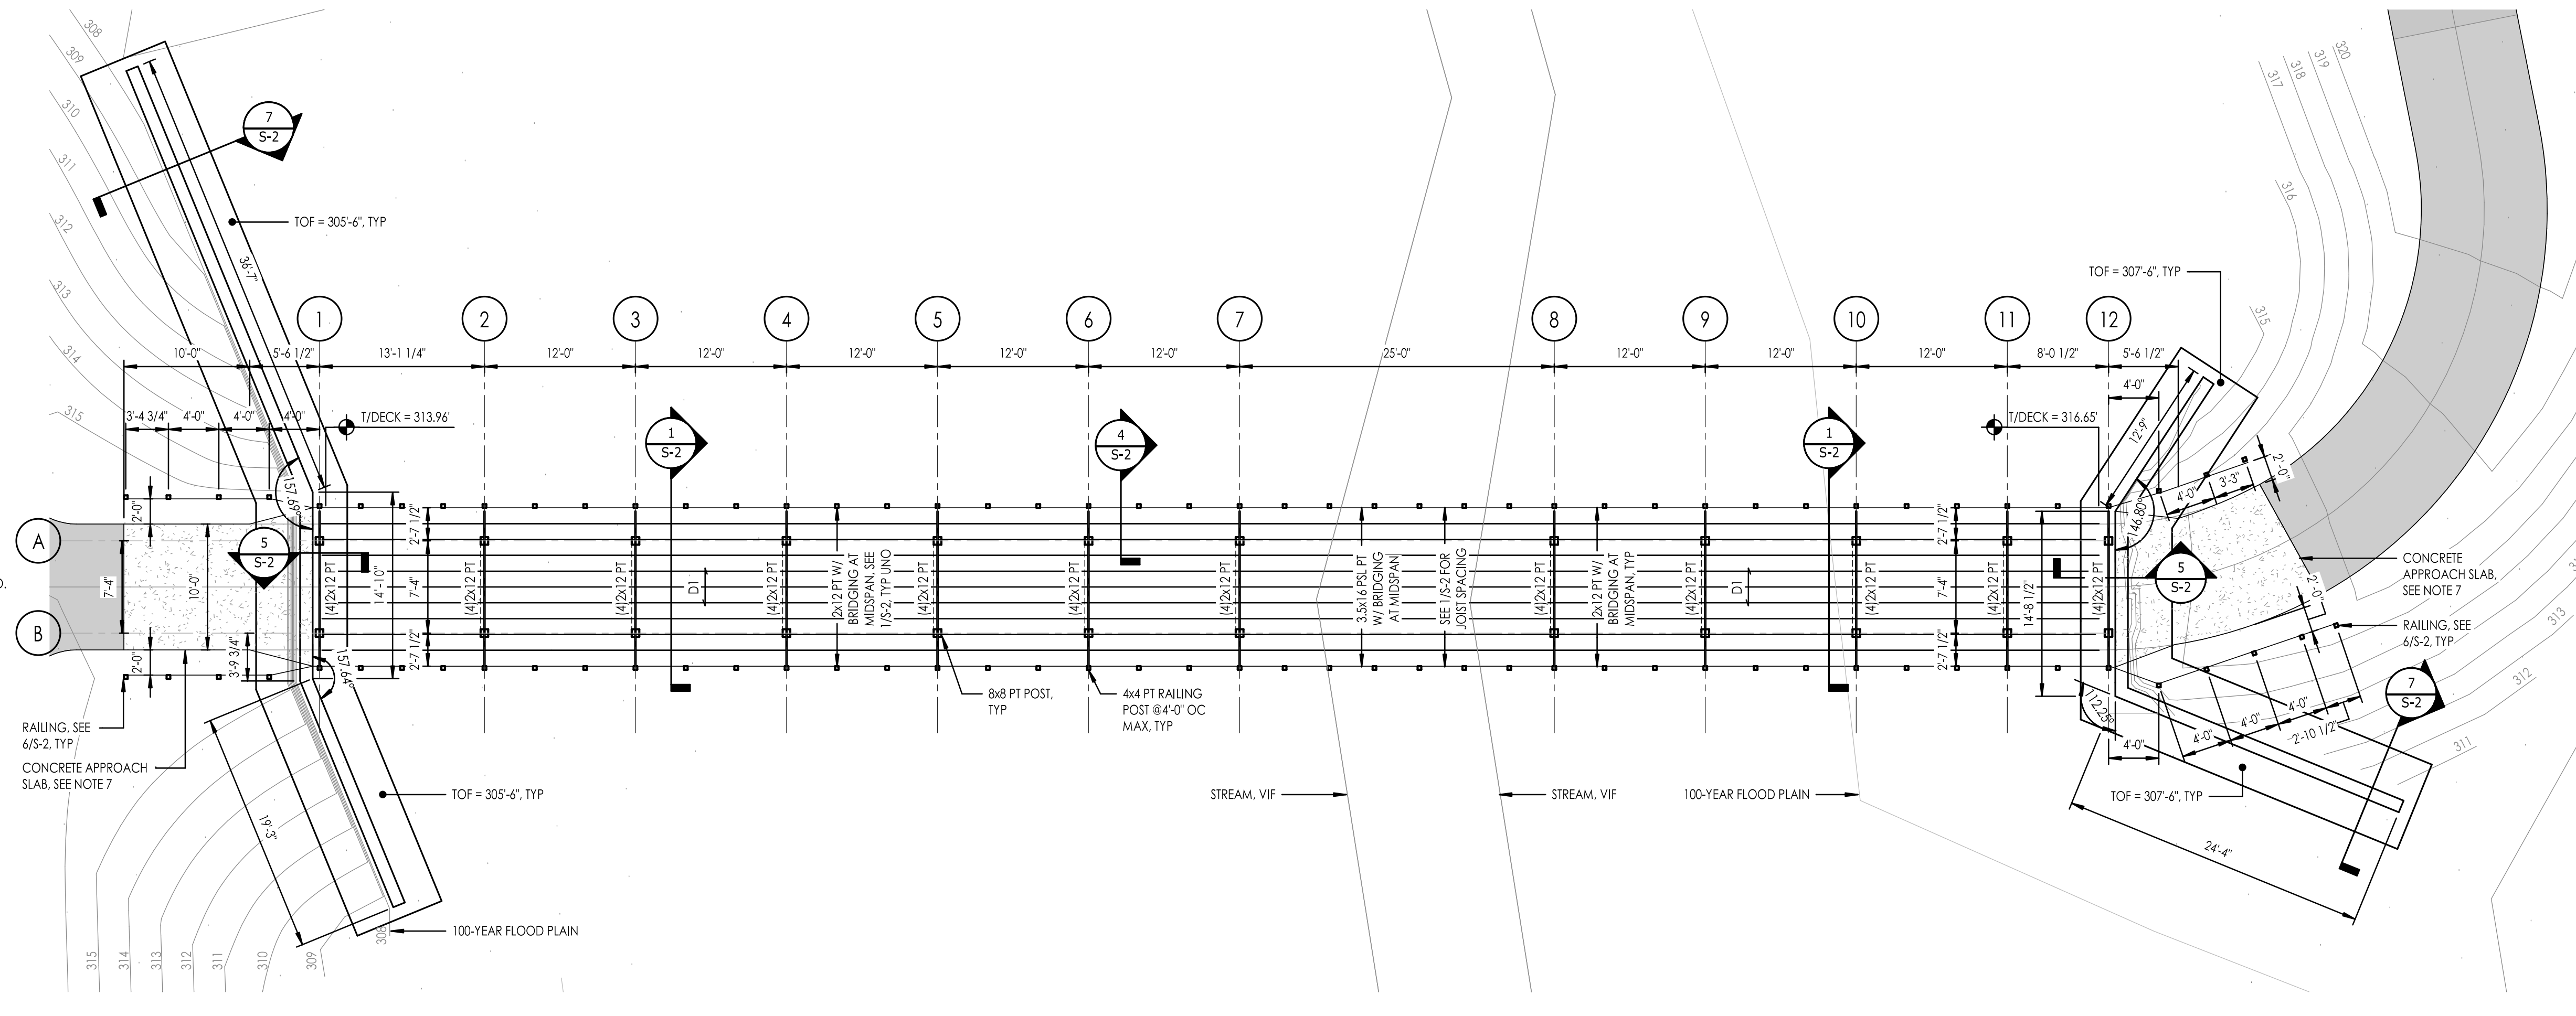 308
309
310
311
312
313
314
315
7
S-2
TOF = 305'-6", TYP
36'-7"
320
319
318
317
316
315
TOF = 307'-6", TYP
1
2
3
4
5
6
7
8
9
10
11
12
10'-0"
5'-6 1/2"
13'-1 1/4"
12'-0"
12'-0"
12'-0"
12'-0"
12'-0"
25'-0"
12'-0"
12'-0"
12'-0"
8'-0 1/2"
5'-6 1/2"
3'-4 3/4"
4'-0"
4'-0"
4'-0"
T/DECK = 313.96'
1
S-2
4
S-2
1
S-2
T/DECK = 316.65'
4'-0"
12'-9"
157.69°
2'-0"
4'-0"
3'-3"
2'-0"
146.80°
A
B
7'-4"
10'-0"
2'-0"
3'-9 3/4"
5
S-2
157.64°
14'-10"
2'-7 1/2"
7'-4"
2'-7 1/2"
(4)2x12 PT
(4)2x12 PT
(4)2x12 PT
D1
(4)2x12 PT
2x12 PT W/
BRIDGING AT
MIDSPAN, SEE
1/S-2, TYP UNO
(4)2x12 PT
(4)2x12 PT
(4)2x12 PT
3.5x16 PSL PT
W/ BRIDGING
AT MIDSPAN
SEE 1/S-2 FOR
JOIST SPACING
(4)2x12 PT
2x12 PT W/
BRIDGING AT
MIDSPAN, TYP
(4)2x12 PT
D1
(4)2x12 PT
2'-7 1/2"
7'-4"
2'-7 1/2"
(4)2x12 PT
14'-8 1/2"
(4)2x12 PT
5
S-2
CONCRETE
APPROACH SLAB,
SEE NOTE 7
2'-0"
RAILING, SEE
6/S-2, TYP
313
312
311
7
S-2
112.25°
4'-0"
4'-0"
4'-0"
4'-0"
2'-10 1/2"
TOF = 307'-6", TYP
24'-4"
RAILING, SEE
6/S-2, TYP
CONCRETE APPROACH
SLAB, SEE NOTE 7
8x8 PT POST,
TYP
4x4 PT RAILING
POST @4'-0" OC
MAX, TYP
STREAM, VIF
STREAM, VIF
100-YEAR FLOOD PLAIN
TOF = 305'-6", TYP
19'-3"
100-YEAR FLOOD PLAIN
315
314
313
312
311
310
309
308